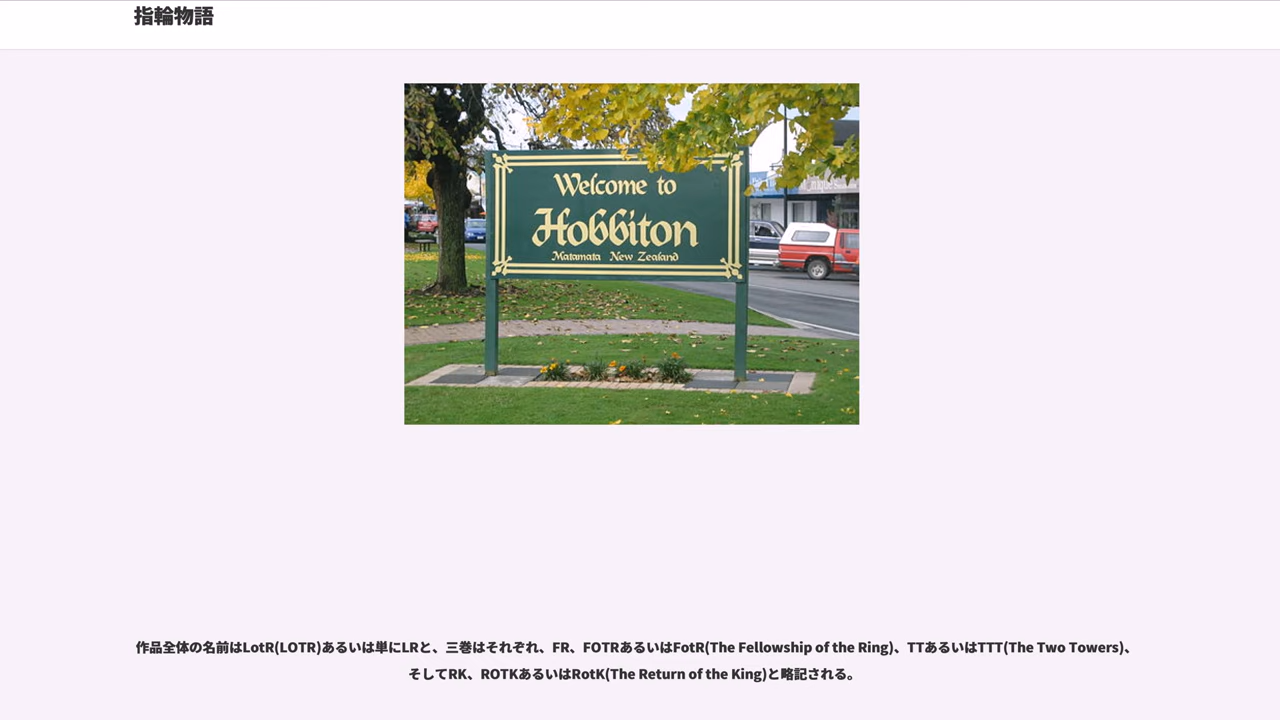 指輪物語
Welcome to
Hobbiton
Matamata New Zealand
作品全体の名前はLotR(LOTR)あるいは単にLRと、三巻はそれぞれ、FR、FOTRあるいはFotR(The Fellowship of the Ring)、TTあるいはTTT(The Two Towers)、
そしてRK、ROTKあるいはRotK(The Return of the King)と略記される。